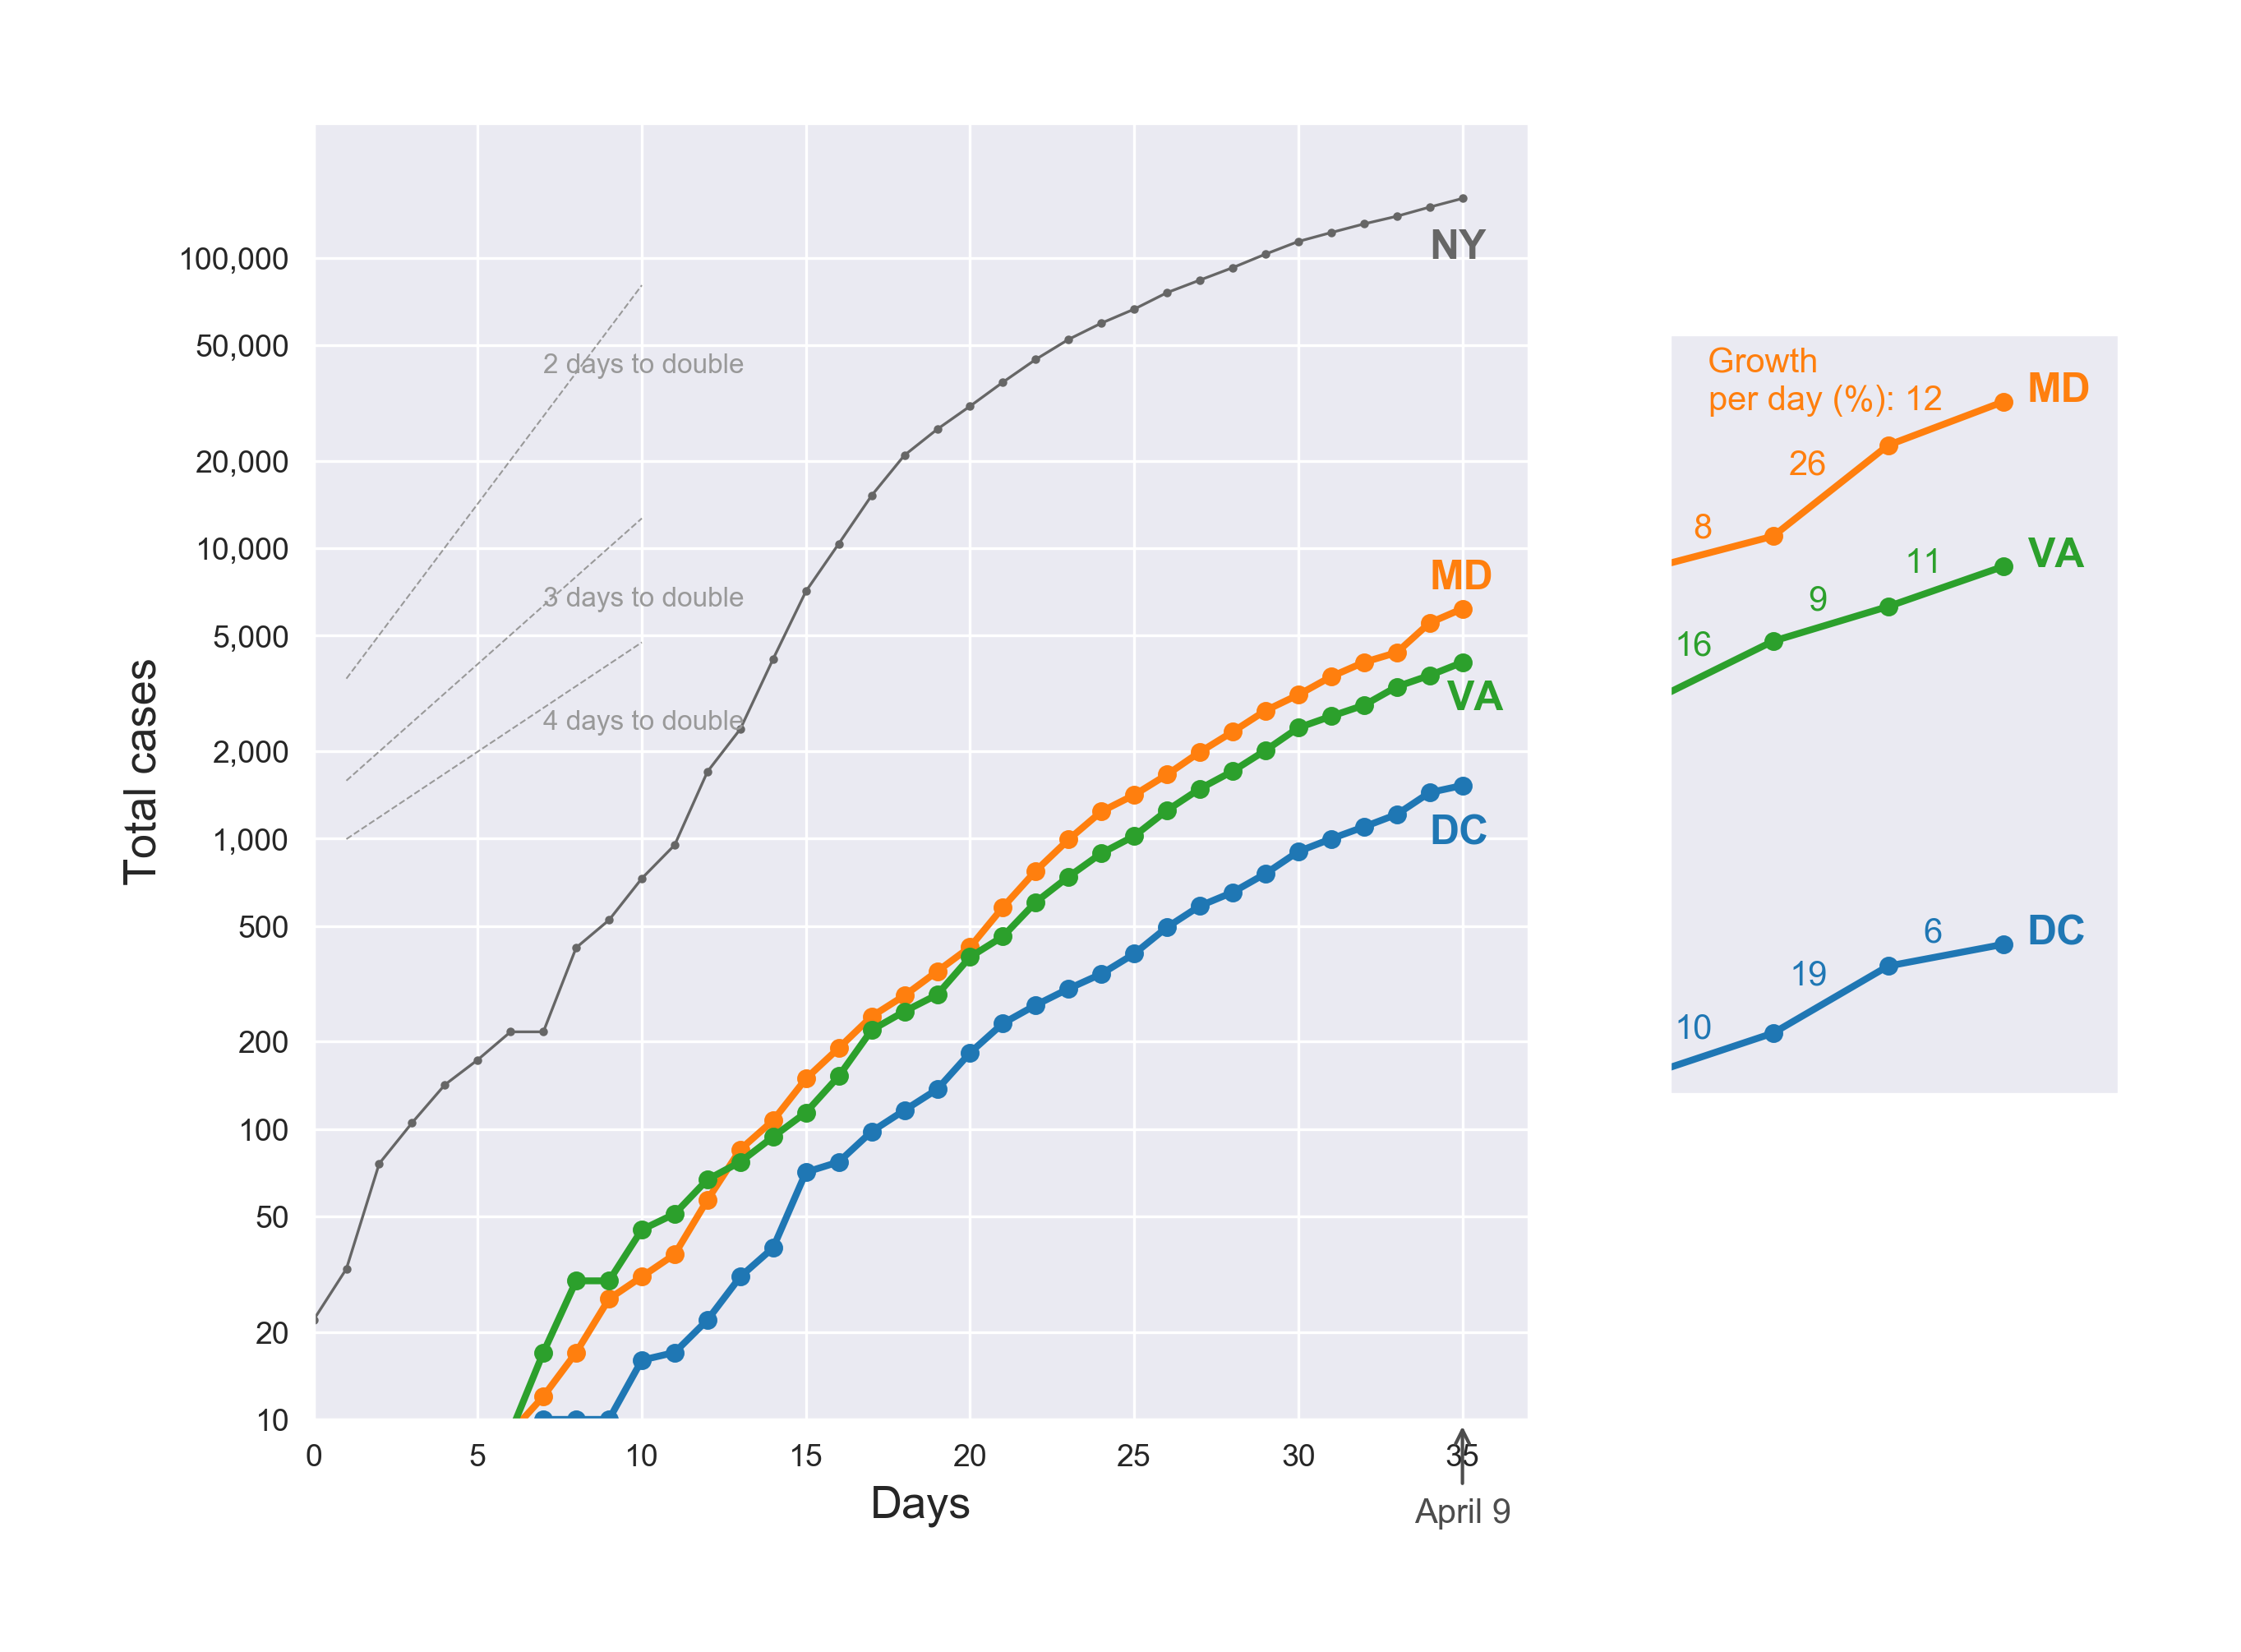 Total cases
100,000
50,000
20,000
10,000
5,000
2,000
1,000
500
200
100
50
20
10
2 days to double
3 days to double
4 days to double
NY
MD
VA
DC
0 5 10 15 20 25 30 35
Days
April 9
Growth
per day (%): 12
MD
26
8
VA
11
9
16
DC
6
19
10